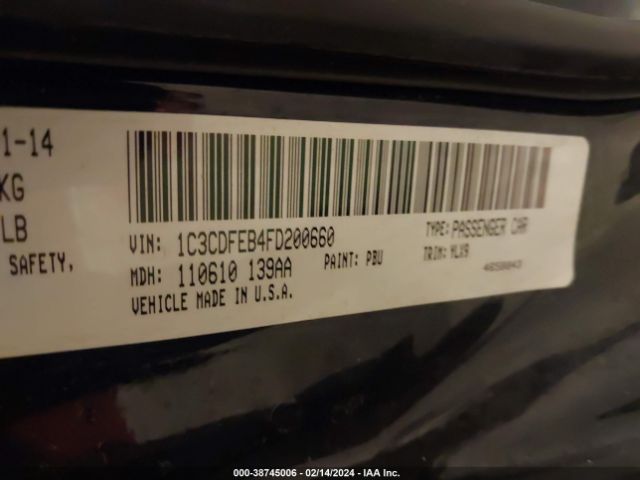 1-14
KG
LB
SAFETY,
VIN: 1C3CDFEB4FD200660
TYPE: PASSENGER CAR
MDH: 110610 139AA
PAINT: PBU
TRIM: MLX9
VEHICLE MADE IN U.S.A.
000-38745006 - 02/14/2024 - IAA Inc.